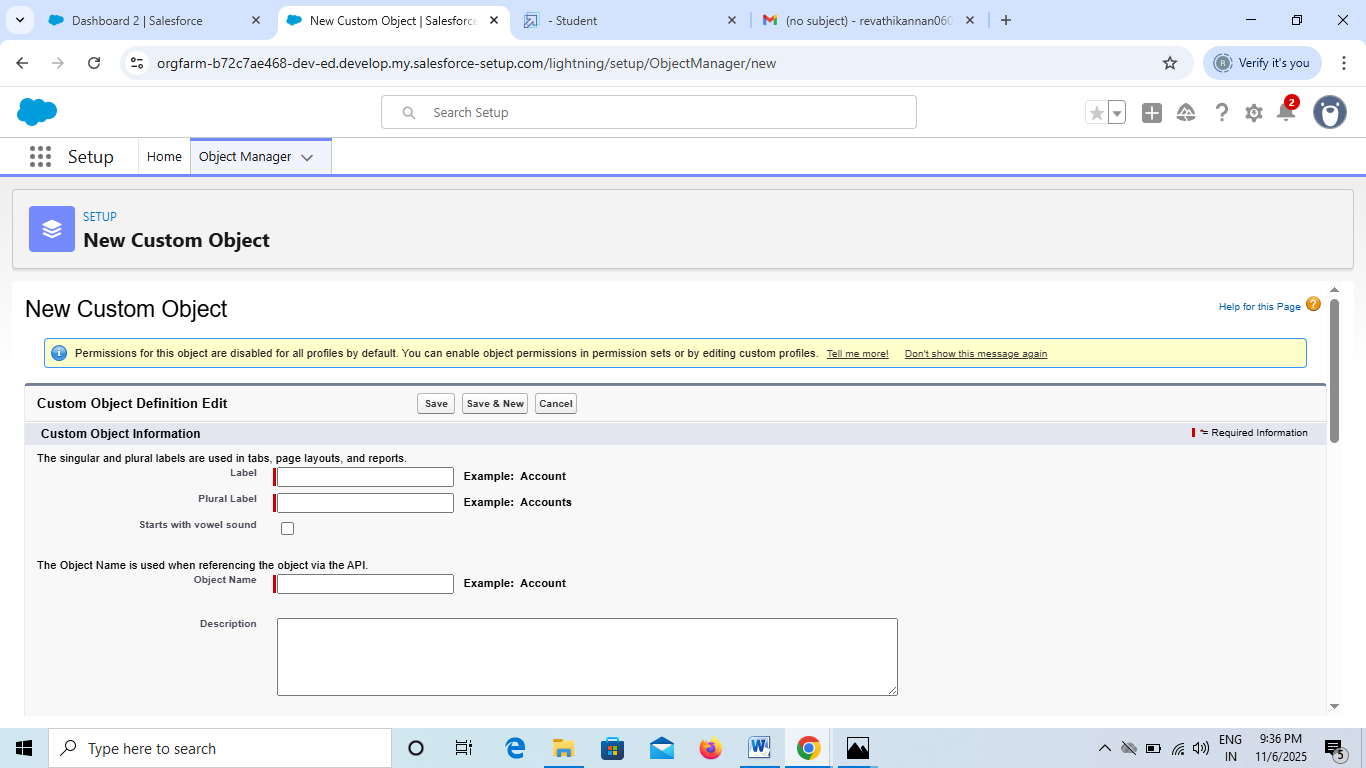 Dashboard 2 | Salesforce
New Custom Object | Salesforce
- Student
(no subject) - revathikannan060
orgfarm-b72c7ae468-dev-ed.develop.my.salesforce-setup.com/lightning/setup/ObjectManager/new
R
Verify it's you
Search Setup
2
Setup
Home
Object Manager
SETUP
New Custom Object
New Custom Object
Help for this Page ?
i Permissions for this object are disabled for all profiles by default. You can enable object permissions in permission sets or by editing custom profiles. Tell me more! Don't show this message again
Custom Object Definition Edit
Save
Save & New
Cancel
Custom Object Information
= Required Information
The singular and plural labels are used in tabs, page layouts, and reports.
Label
Example: Account
Plural Label
Example: Accounts
Starts with vowel sound
The Object Name is used when referencing the object via the API.
Object Name
Example: Account
Description
Type here to search
ENG
IN
9:36 PM
11/6/2025
5